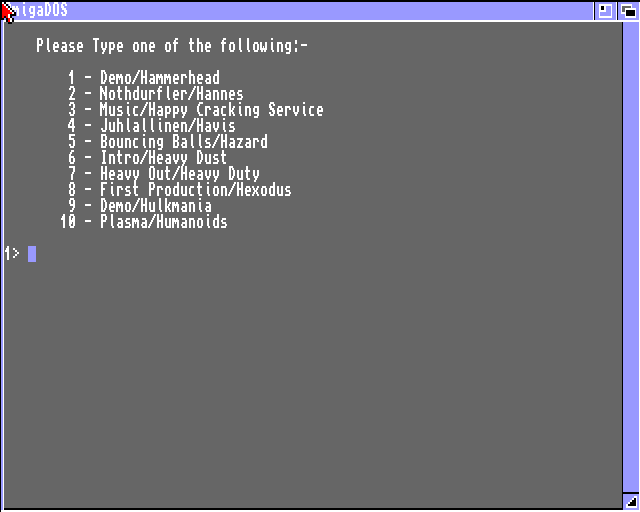 migaDOS
Please Type one of the following:-
1 - Demo/Hammerhead
2 - Nothdurfler/Hannes
3 - Music/Happy Cracking Service
4 - Juhlallinen/Havis
5 - Bouncing Balls/Hazard
6 - Intro/Heavy Dust
7 - Heavy Out/Heavy Duty
8 - First Production/Hexodus
9 - Demo/Hulkmania
10 - Plasma/Humanoids
1>